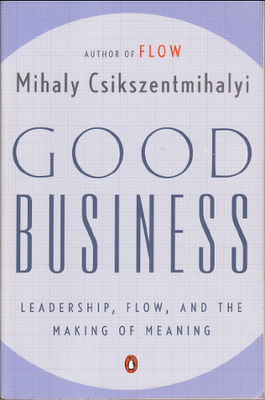 AUTHOR OF FLOW
Mihaly Csikszentmihalyi
GOOD
BUSINESS
LEADERSHIP, FLOW, AND THE
MAKING OF MEANING